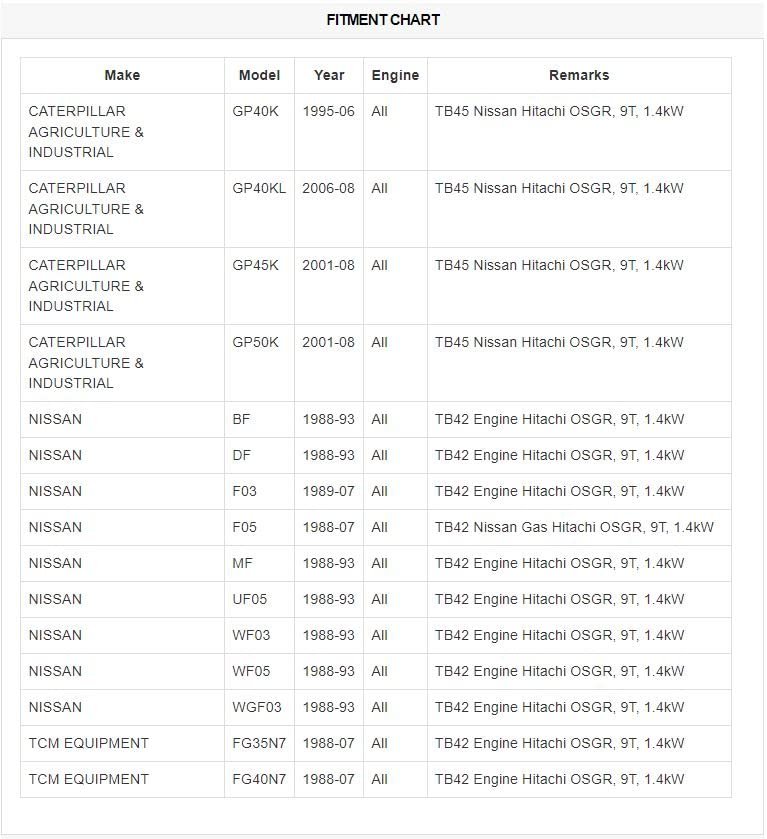 FITMENT CHART
Make Model Year Engine Remarks
CATERPILLAR AGRICULTURE & INDUSTRIAL GP40K 1995-06 All TB45 Nissan Hitachi OSGR, 9T, 1.4kW
CATERPILLAR AGRICULTURE & INDUSTRIAL GP40KL 2006-08 All TB45 Nissan Hitachi OSGR, 9T, 1.4kW
CATERPILLAR AGRICULTURE & INDUSTRIAL GP45K 2001-08 All TB45 Nissan Hitachi OSGR, 9T, 1.4kW
CATERPILLAR AGRICULTURE & INDUSTRIAL GP50K 2001-08 All TB45 Nissan Hitachi OSGR, 9T, 1.4kW
NISSAN BF 1988-93 All TB42 Engine Hitachi OSGR, 9T, 1.4kW
NISSAN DF 1988-93 All TB42 Engine Hitachi OSGR, 9T, 1.4kW
NISSAN F03 1989-07 All TB42 Engine Hitachi OSGR, 9T, 1.4kW
NISSAN F05 1988-07 All TB42 Nissan Gas Hitachi OSGR, 9T, 1.4kW
NISSAN MF 1988-93 All TB42 Engine Hitachi OSGR, 9T, 1.4kW
NISSAN UF05 1988-93 All TB42 Engine Hitachi OSGR, 9T, 1.4kW
NISSAN WF03 1988-93 All TB42 Engine Hitachi OSGR, 9T, 1.4kW
NISSAN WF05 1988-93 All TB42 Engine Hitachi OSGR, 9T, 1.4kW
NISSAN WGF03 1988-93 All TB42 Engine Hitachi OSGR, 9T, 1.4kW
TCM EQUIPMENT FG35N7 1988-07 All TB42 Engine Hitachi OSGR, 9T, 1.4kW
TCM EQUIPMENT FG40N7 1988-07 All TB42 Engine Hitachi OSGR, 9T, 1.4kW